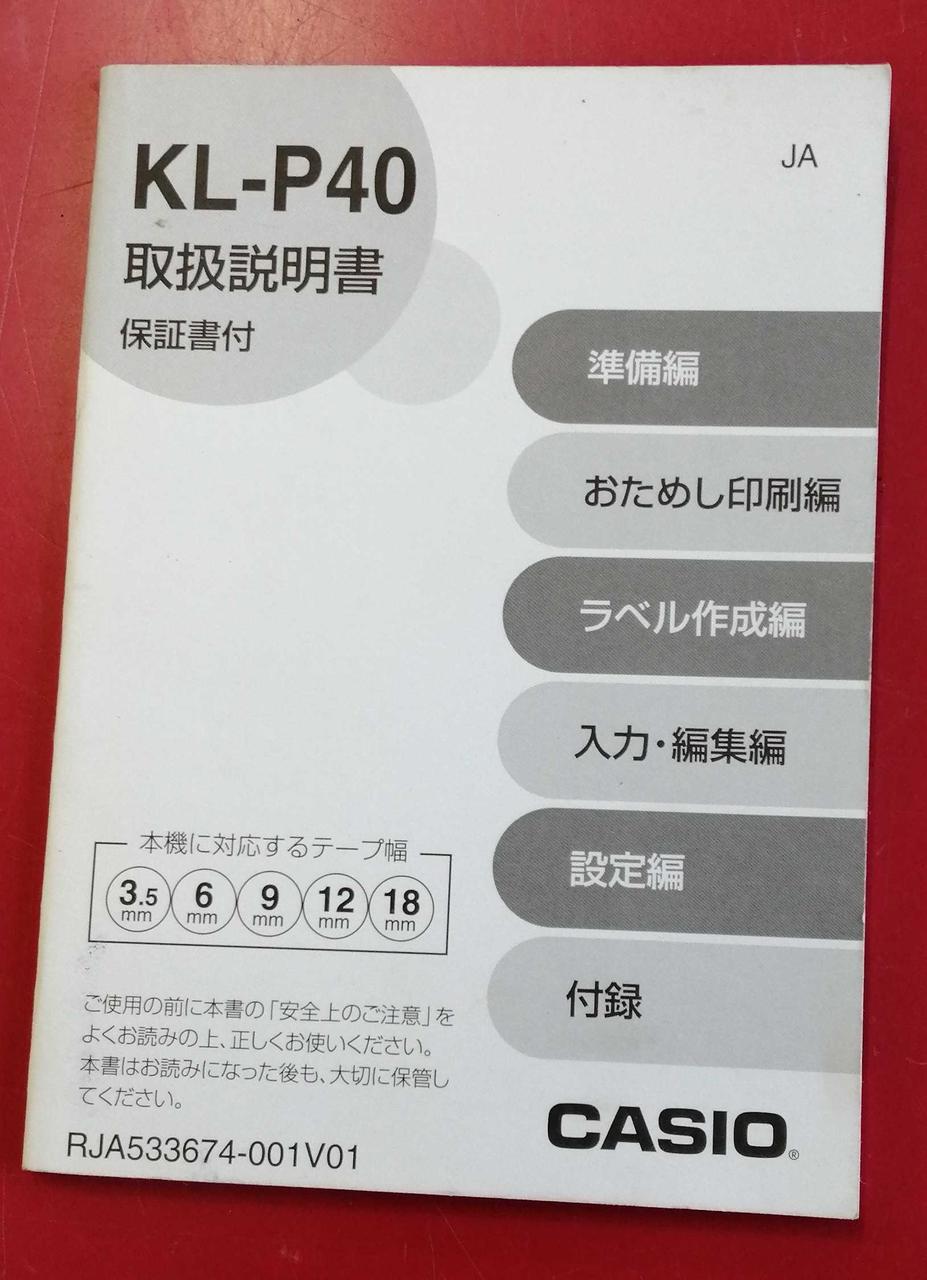 KL-P40
JA
取扱説明書
保証書付
準備編
おためし印刷編
ラベル作成編
入力・編集編
設定編
付録
本機に対応するテープ幅
3.5 mm 6 mm 9 mm 12 mm 18 mm
ご使用の前に本書の「安全上のご注意」を
よくお読みの上、正しくお使いください。
本書はお読みになった後も、大切に保管し
てください。
RJA533674-001V01
CASIO®